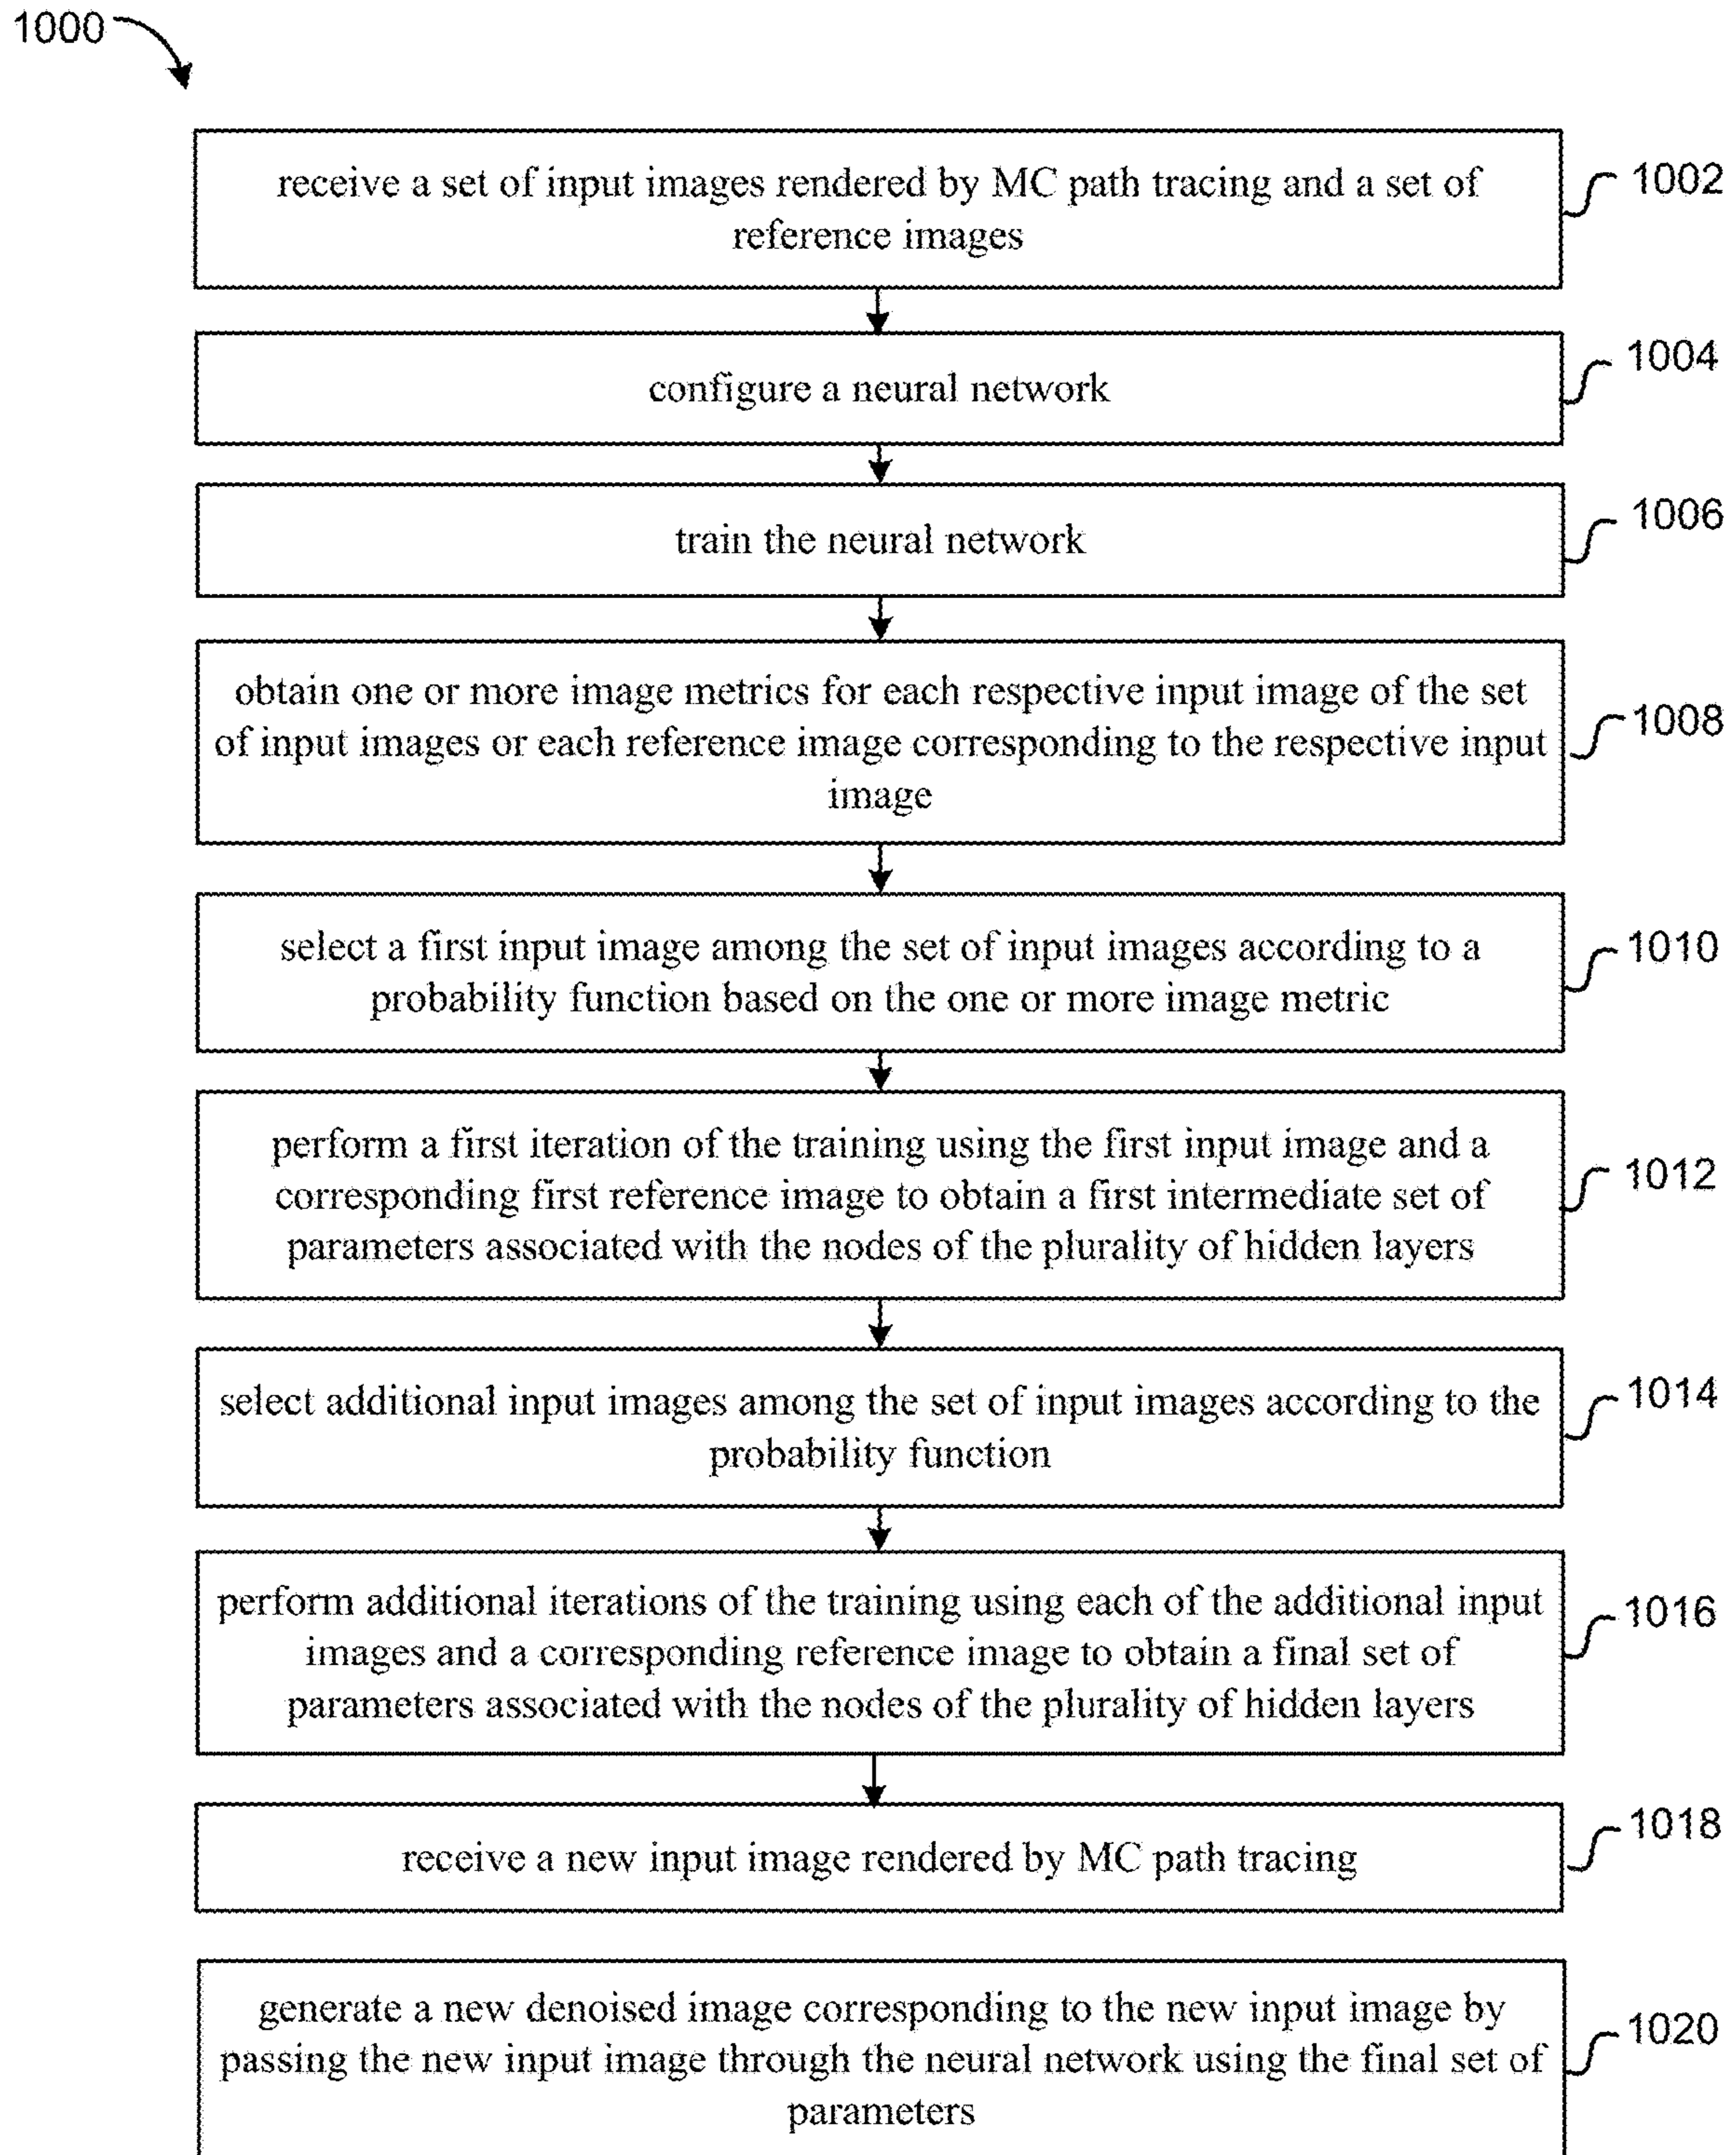 1000
receive a set of input images rendered by MC path tracing and a set of
reference images
1002
configure a neural network
1004
train the neural network
1006
obtain one or more image metrics for each respective input image of the set
of input images or each reference image corresponding to the respective input
image
1008
select a first input image among the set of input images according to a
probability function based on the one or more image metric
1010
perform a first iteration of the training using the first input image and a
corresponding first reference image to obtain a first intermediate set of
parameters associated with the nodes of the plurality of hidden layers
1012
select additional input images among the set of input images according to the
probability function
1014
perform additional iterations of the training using each of the additional input
images and a corresponding reference image to obtain a final set of
parameters associated with the nodes of the plurality of hidden layers
1016
receive a new input image rendered by MC path tracing
1018
generate a new denoised image corresponding to the new input image by
passing the new input image through the neural network using the final set of
parameters
1020